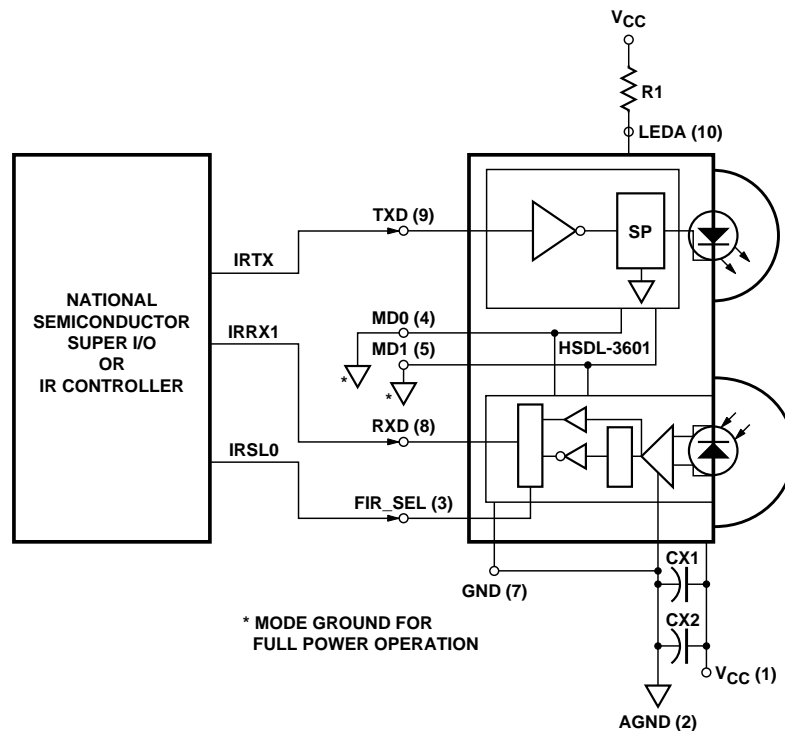 VCC
R1
LEDA (10)
TXD (9)
SP
IRTX
NATIONAL
SEMICONDUCTOR
SUPER I/O
OR
IR CONTROLLER
MD0 (4)
IRRX1
MD1 (5)
HSDL-3601
*
*
RXD (8)
IRSL0
FIR_SEL (3)
CX1
GND (7)
* MODE GROUND FOR
FULL POWER OPERATION
CX2
VCC (1)
AGND (2)